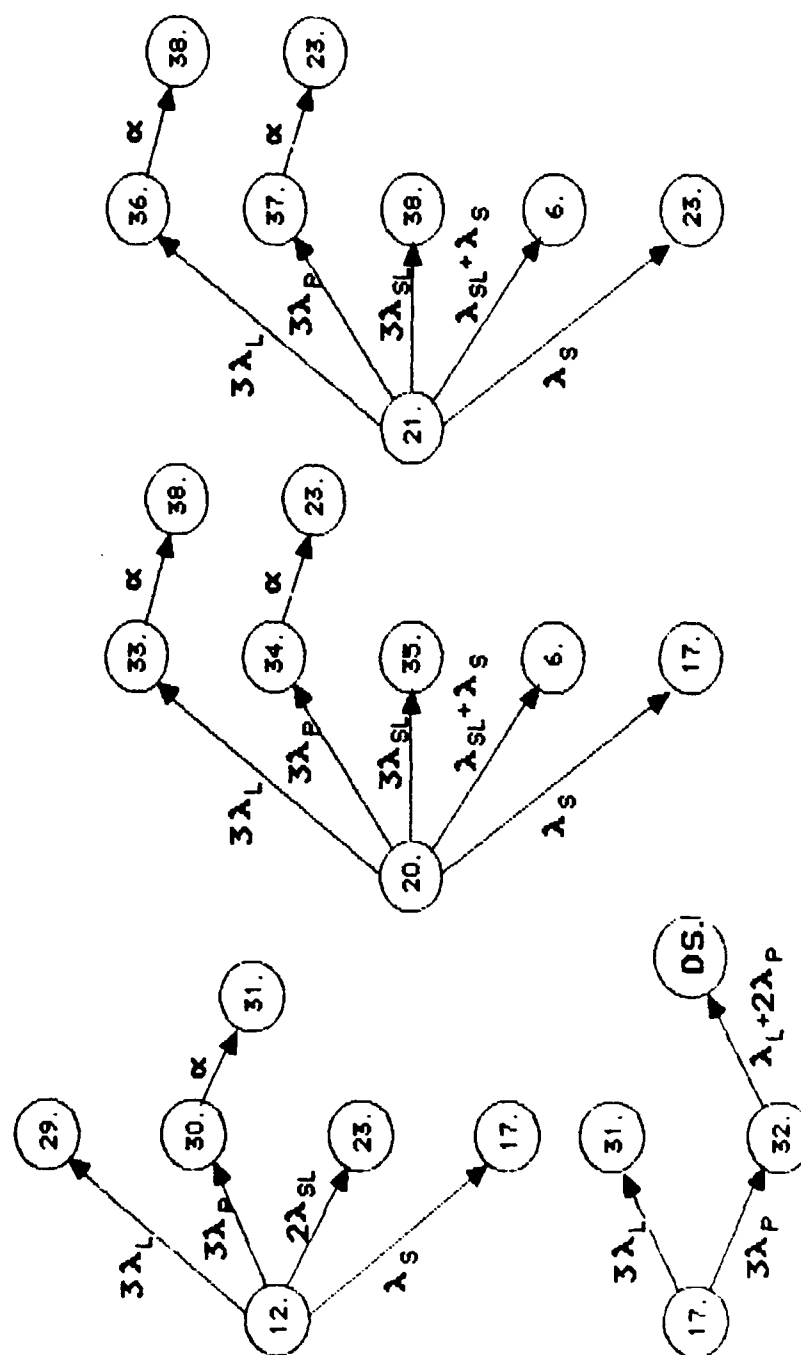 29.
3λL
30.
α
31.
3λP
12.
2λSL
23.
λS
17.
31.
3λL
17.
3λP
32.
λL+2λP
DS.
33.
α
38.
3λL
34.
α
23.
3λP
20.
3λSL
35.
λSL+λS
6.
λS
17.
36.
α
38.
3λL
37.
α
23.
3λP
21.
3λSL
38.
λSL+λS
6.
λS
23.